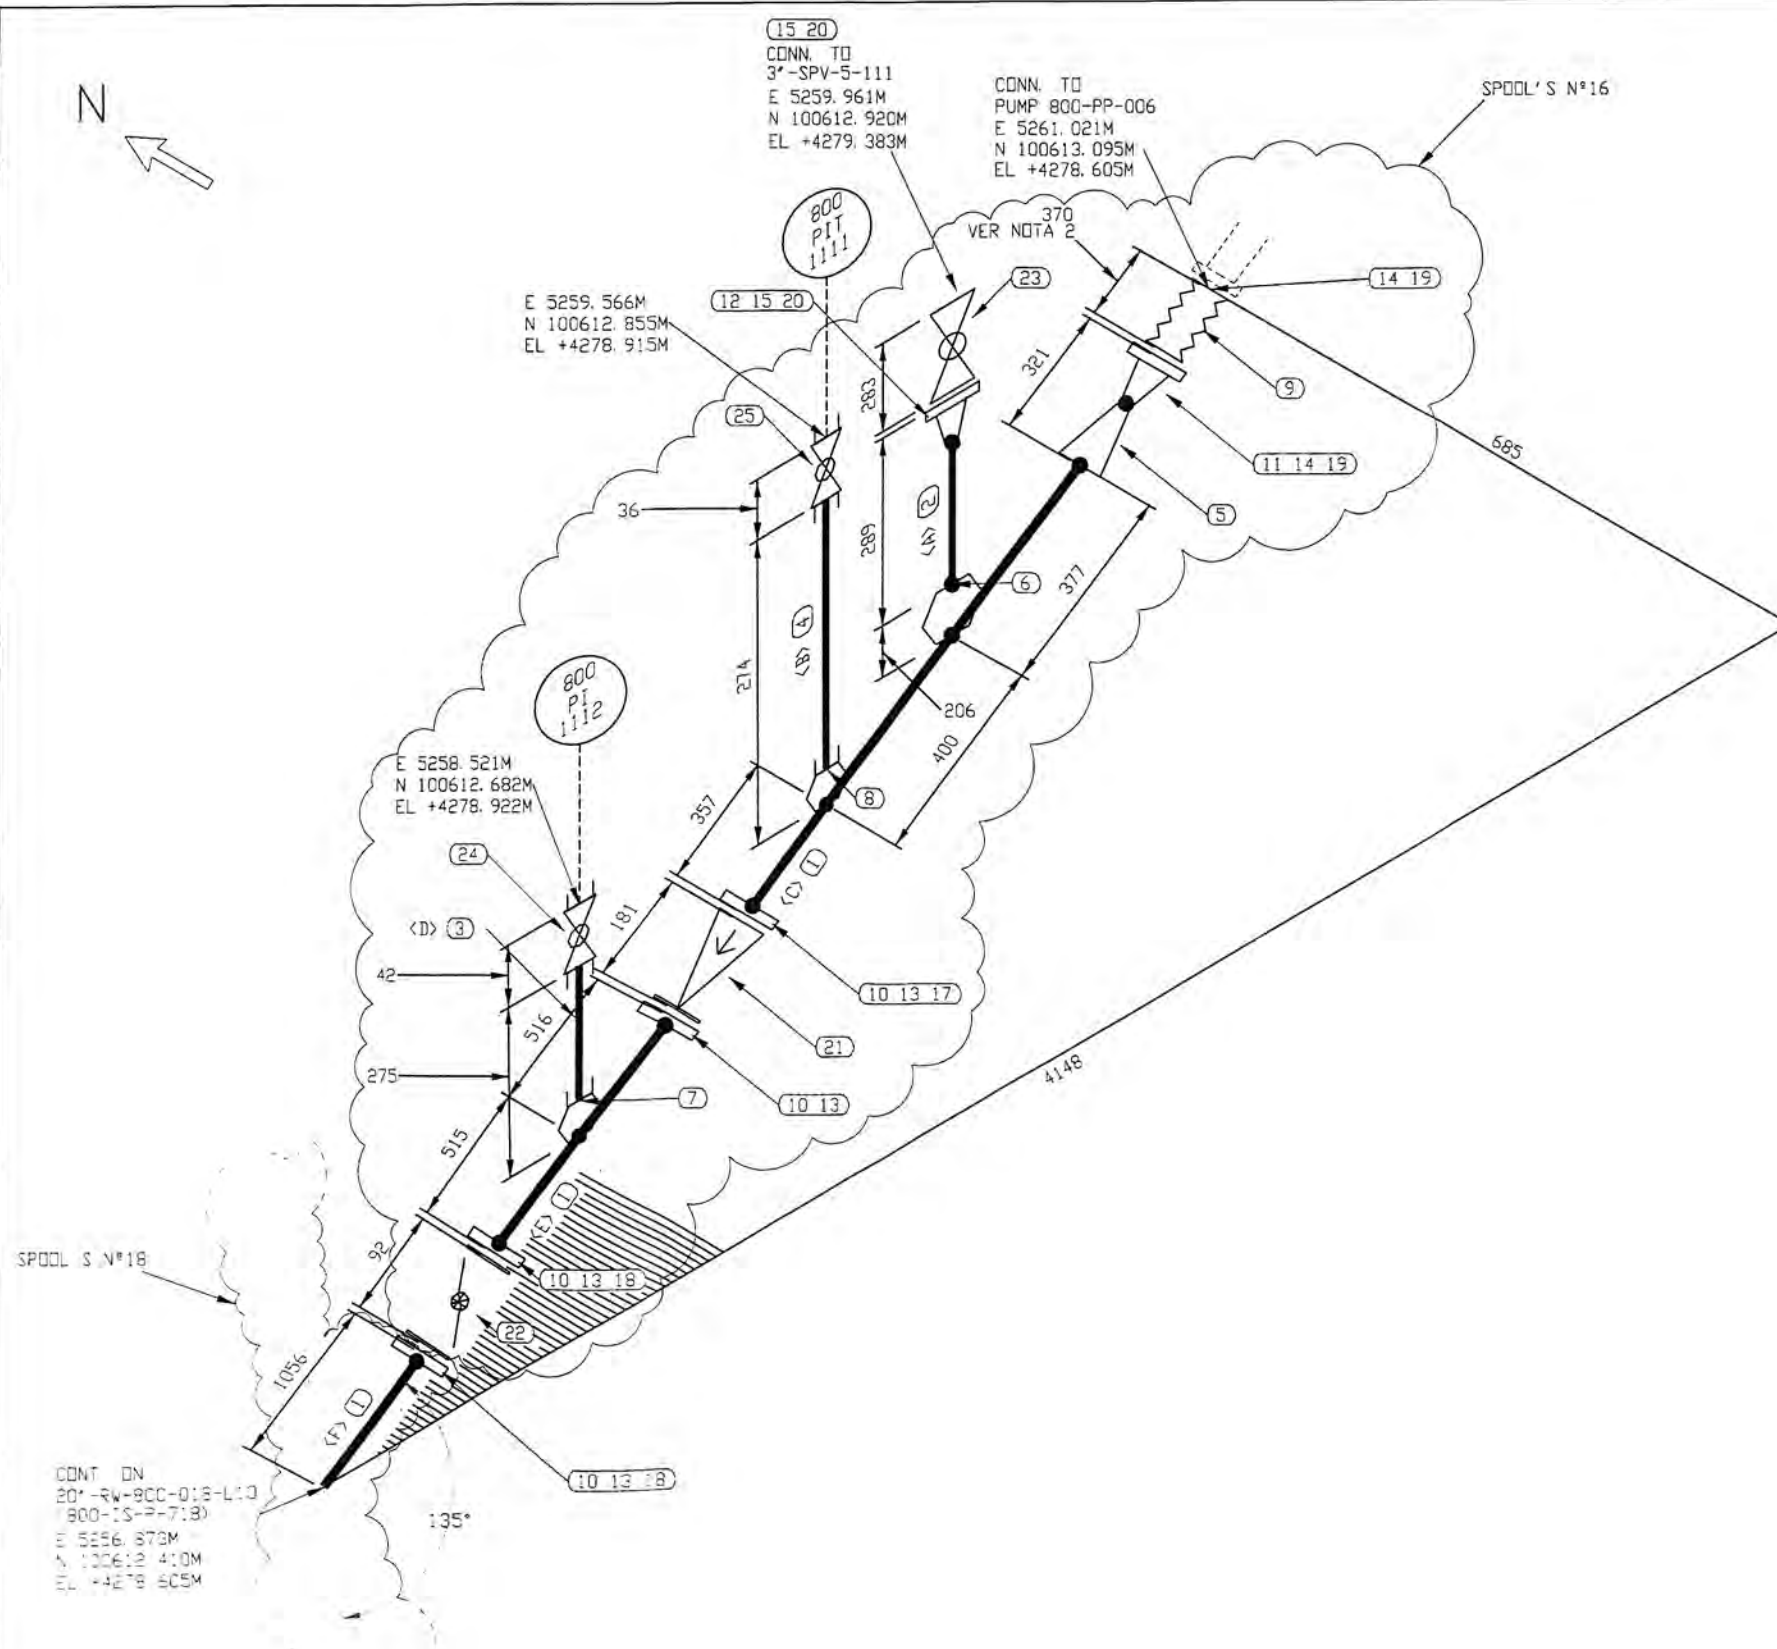 N
(15 20)
CONN. TO
3"-SPV-5-111
E 5259.961M
N 100612.920M
EL +4279.383M
CONN. TO
PUMP 800-PP-006
E 5261.021M
N 100613.095M
EL +4278.605M
SPOOL'S Nº16
370
VER NOTA 2
800
PIT
1111
23
14 19
E 5259.566M
N 100612.855M
EL +4278.915M
12 15 20
321
9
283
25
685
11 14 19
36
5
<A> 2
289
6
377
<B> 4
274
206
400
800
PI
1112
E 5258.521M
N 100612.682M
EL +4278.922M
8
357
24
<C> 1
181
<D> 3
42
10 13 17
516
21
275
7
10 13
4148
515
<E> 1
SPOOL S Nº18
92
10 13 18
22
1056
<F> 1
10 13 18
135°
CONT ON
EL +4278 605M